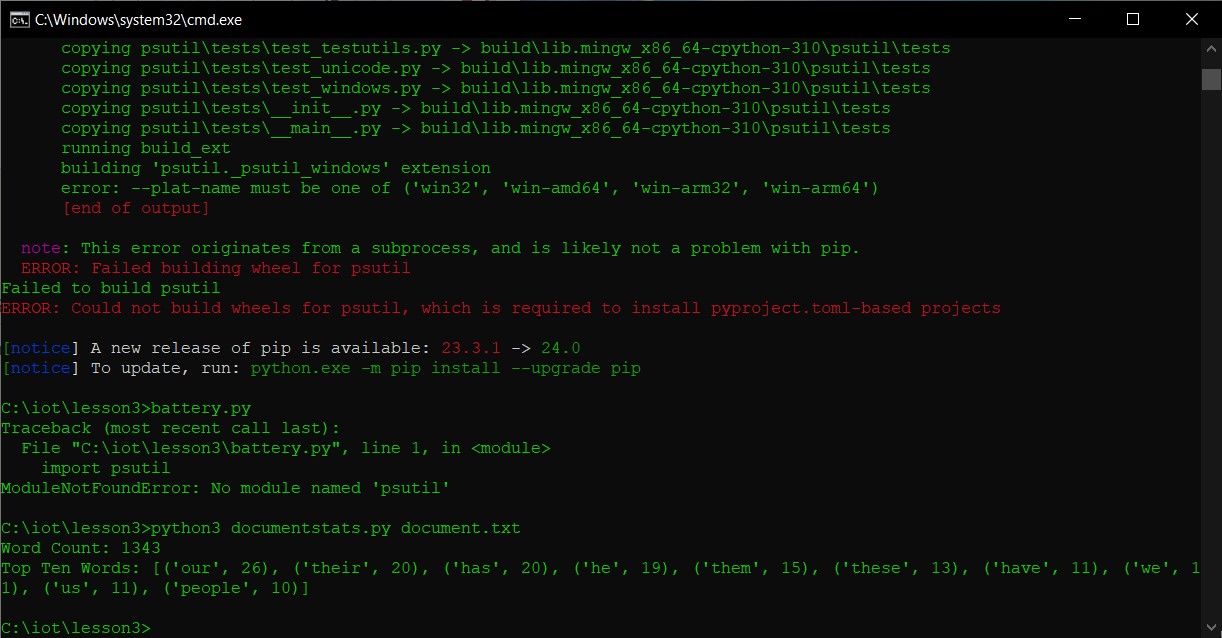 C:\Windows\system32\cmd.exe
copying psutil\tests\test_testutils.py -> build\lib.mingw_x86_64-cpython-310\psutil\tests
copying psutil\tests\test_unicode.py -> build\lib.mingw_x86_64-cpython-310\psutil\tests
copying psutil\tests\test_windows.py -> build\lib.mingw_x86_64-cpython-310\psutil\tests
copying psutil\tests\__init__.py -> build\lib.mingw_x86_64-cpython-310\psutil\tests
copying psutil\tests\__main__.py -> build\lib.mingw_x86_64-cpython-310\psutil\tests
running build_ext
building 'psutil._psutil_windows' extension
error: --plat-name must be one of ('win32', 'win-amd64', 'win-arm32', 'win-arm64')
[end of output]
note: This error originates from a subprocess, and is likely not a problem with pip.
ERROR: Failed building wheel for psutil
Failed to build psutil
ERROR: Could not build wheels for psutil, which is required to install pyproject.toml-based projects
[notice] A new release of pip is available: 23.3.1 -> 24.0
[notice] To update, run: python.exe -m pip install --upgrade pip
C:\iot\lesson3>battery.py
Traceback (most recent call last):
File "C:\iot\lesson3\battery.py", line 1, in <module>
import psutil
ModuleNotFoundError: No module named 'psutil'
C:\iot\lesson3>python3 documentstats.py document.txt
Word Count: 1343
Top Ten Words: [('our', 26), ('their', 20), ('has', 20), ('he', 19), ('them', 15), ('these', 13), ('have', 11), ('we', 1
1), ('us', 11), ('people', 10)]
C:\iot\lesson3>